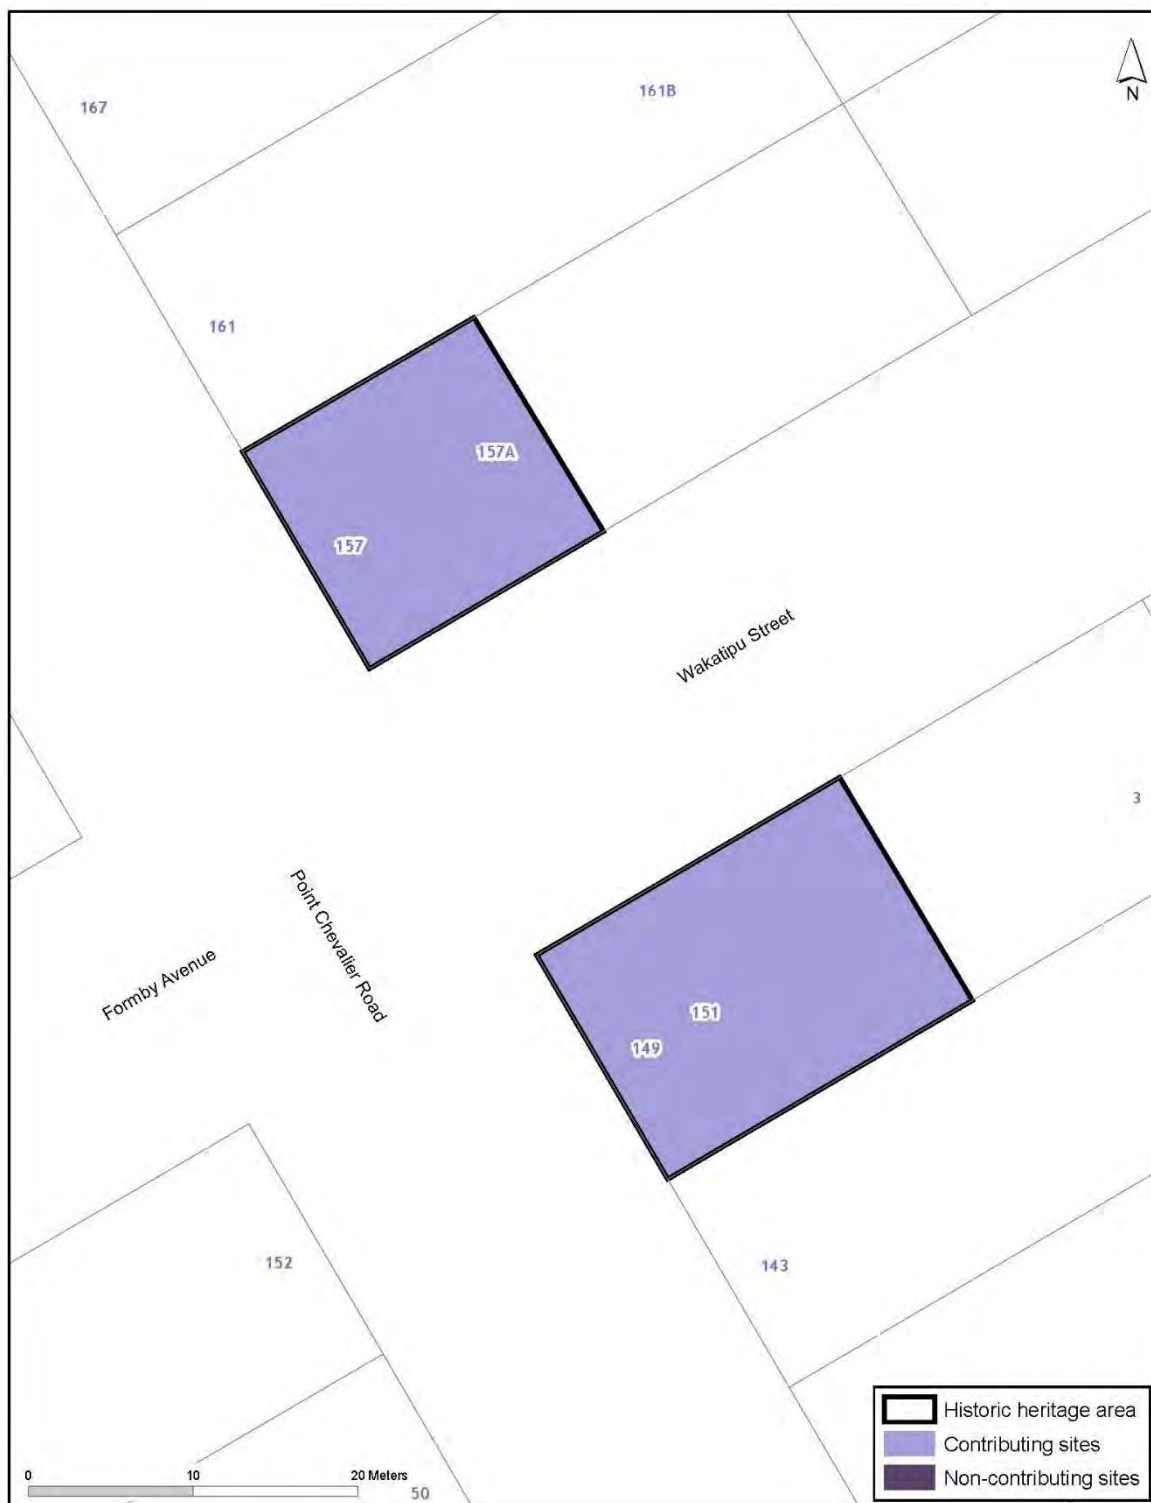 167
161B
N
161
157A
157
Wakatipu Street
3
Point Chevalier Road
Formby Avenue
151
149
152
143
Historic heritage area
Contributing sites
Non-contributing sites
0 10 20 Meters
50